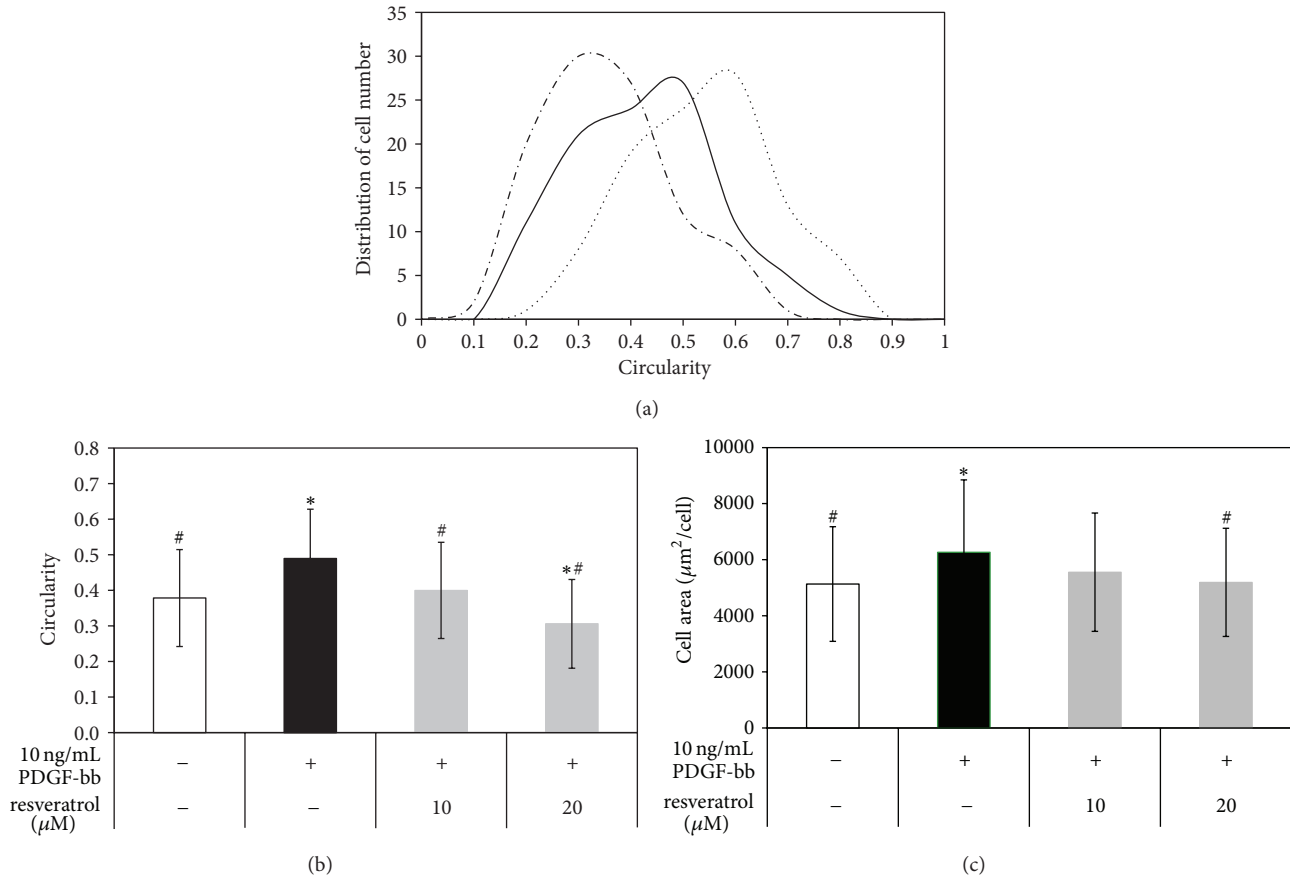 35
30
25
20
15
10
5
0
Distribution of cell number
0 0.1 0.2 0.3 0.4 0.5 0.6 0.7 0.8 0.9 1
Circularity
(a)
0.8
0.7
0.6
0.5
0.4
0.3
0.2
0.1
0.0
Circularity
# * # *#
10 ng/mL
PDGF-bb
− + + +
resveratrol
(μM)
− − 10 20
(b)
10000
8000
6000
4000
2000
0
Cell area (μm²/cell)
# * #
10 ng/mL
PDGF-bb
− + + +
resveratrol
(μM)
− − 10 20
(c)